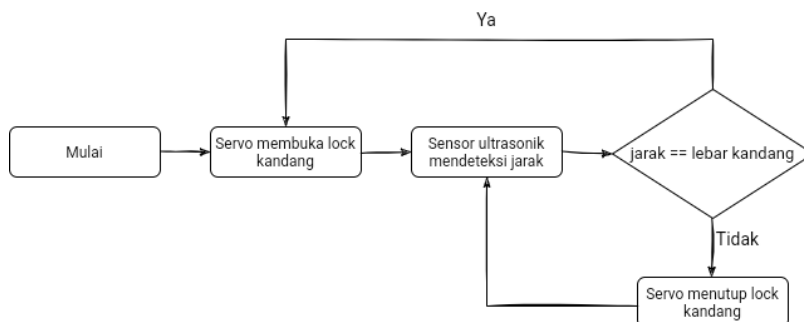 Ya
Mulai
Servo membuka lock
kandang
Sensor ultrasonik
mendeteksi jarak
jarak == lebar kandang
Tidak
Servo menutup lock
kandang